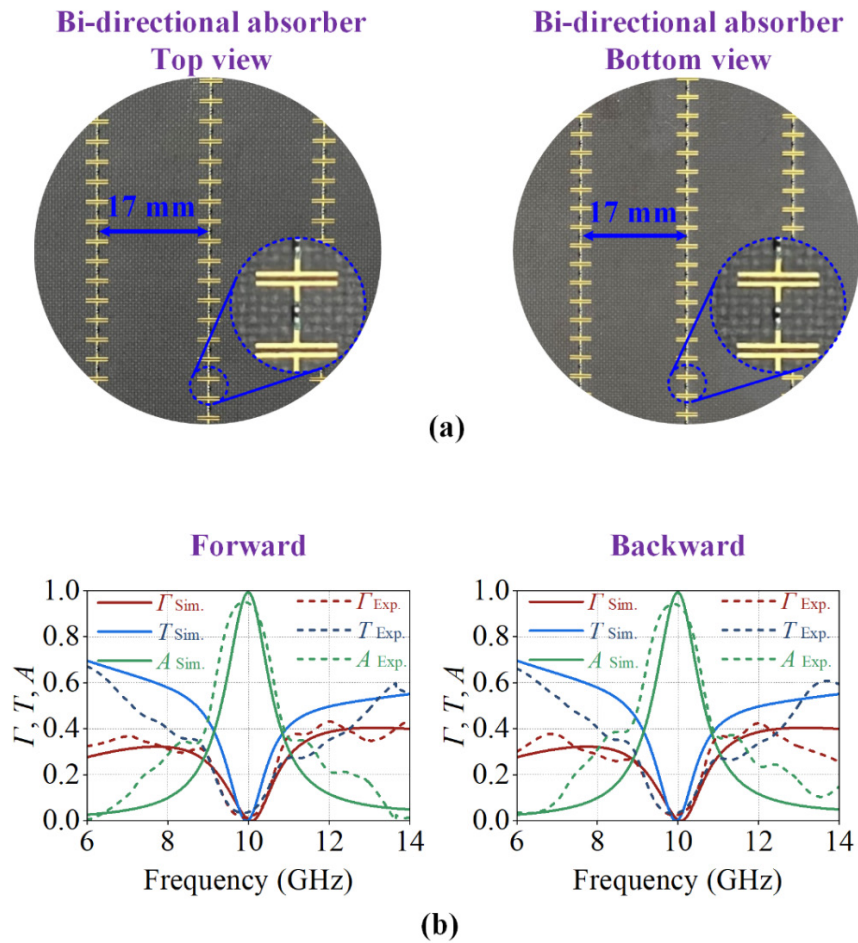 Bi-directional absorber
Top view
Bi-directional absorber
Bottom view
17 mm
17 mm
(a)
Forward
Backward
1.0
0.8
0.6
0.4
0.2
0.0
Γ, T, A
Γ Sim.
Γ Exp.
T Sim.
T Exp.
A Sim.
A Exp.
6
8
10
12
14
Frequency (GHz)
1.0
0.8
0.6
0.4
0.2
0.0
Γ, T, A
Γ Sim.
Γ Exp.
T Sim.
T Exp.
A Sim.
A Exp.
6
8
10
12
14
Frequency (GHz)
(b)